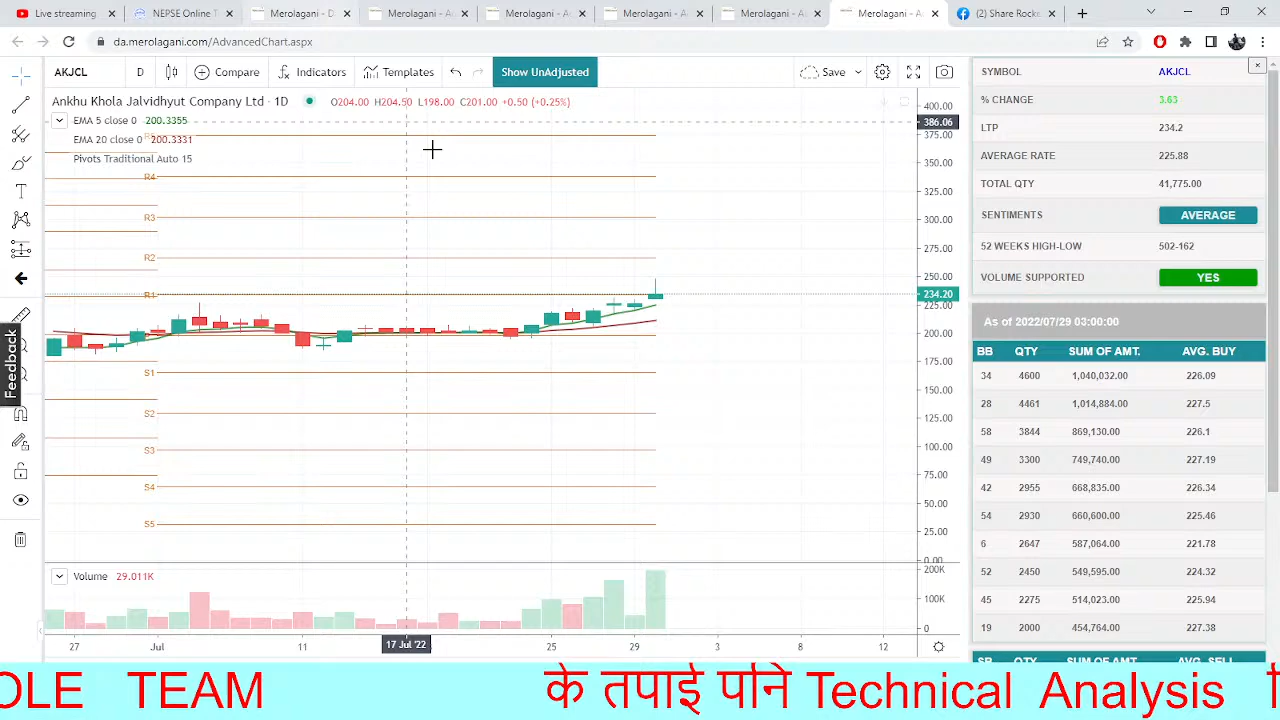 Live streaming
NEPSE Online T
Merolagani - D
Merolagani - A
Merolagani - A
Merolagani - A
Merolagani - A
Merolagani - A
(2) Share Rocke
da.merolagani.com/AdvancedChart.aspx
AKJCL D Compare Indicators Templates Show UnAdjusted Save
Ankhu Khola Jalvidhyut Company Ltd · 1D O204.00 H204.50 L198.00 C201.00 +0.50 (+0.25%)
EMA 5 close 0 200.3355
EMA 20 close 0 200.3331
Pivots Traditional Auto 15
R4
R3
R2
R1
S1
S2
S3
S4
S5
400.00
386.06
375.00
350.00
325.00
300.00
275.00
250.00
234.20
225.00
200.00
175.00
150.00
125.00
100.00
75.00
50.00
25.00
0.00
Volume 29.011K
200K
100K
0
27 Jul 11 17 Jul '22 25 29 3 8 12
Feedback
SYMBOL AKJCL
% CHANGE 3.63
LTP 234.2
AVERAGE RATE 225.88
TOTAL QTY 41,775.00
SENTIMENTS AVERAGE
52 WEEKS HIGH-LOW 502-162
VOLUME SUPPORTED YES
As of 2022/07/29 03:00:00
BB QTY SUM OF AMT. AVG. BUY
34 4600 1,040,032.00 226.09
28 4461 1,014,884.00 227.5
58 3844 869,130.00 226.1
49 3300 749,740.00 227.19
42 2955 668,835.00 226.34
54 2930 660,600.00 225.46
6 2647 587,064.00 221.78
52 2450 549,595.00 224.32
45 2275 514,023.00 225.94
19 2000 454,764.00 227.38
SB QTY SUM OF AMT. AVG. SELL
OLE TEAM के तपाई पनि Technical Analysis